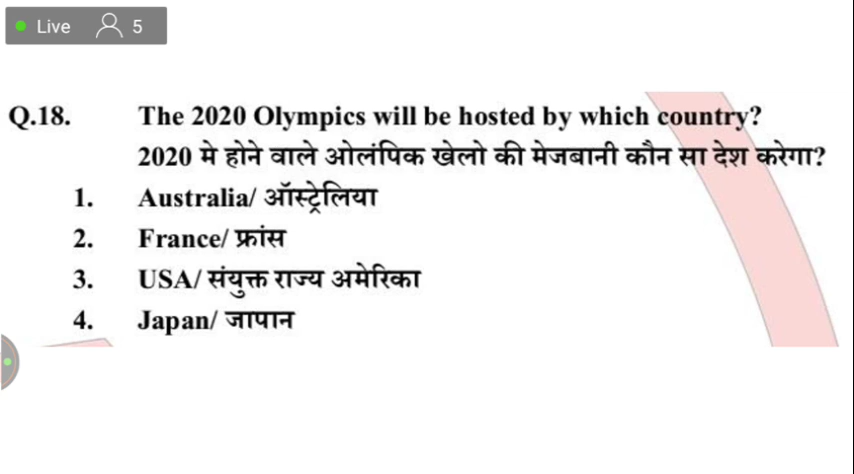 Live 5
Q.18. The 2020 Olympics will be hosted by which country?
2020 मे होने वाले ओलंपिक खेलो की मेजबानी कौन सा देश करेगा?
1. Australia/ ऑस्ट्रेलिया
2. France/ फ्रांस
3. USA/ संयुक्त राज्य अमेरिका
4. Japan/ जापान